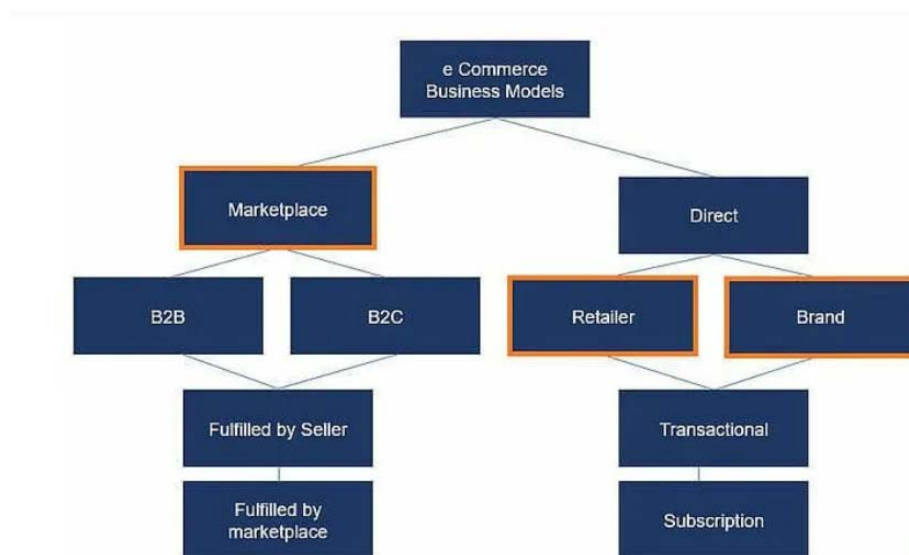 e Commerce
Business Models
Marketplace
Direct
B2B
B2C
Retailer
Brand
Fulfilled by Seller
Transactional
Fulfilled by
marketplace
Subscription